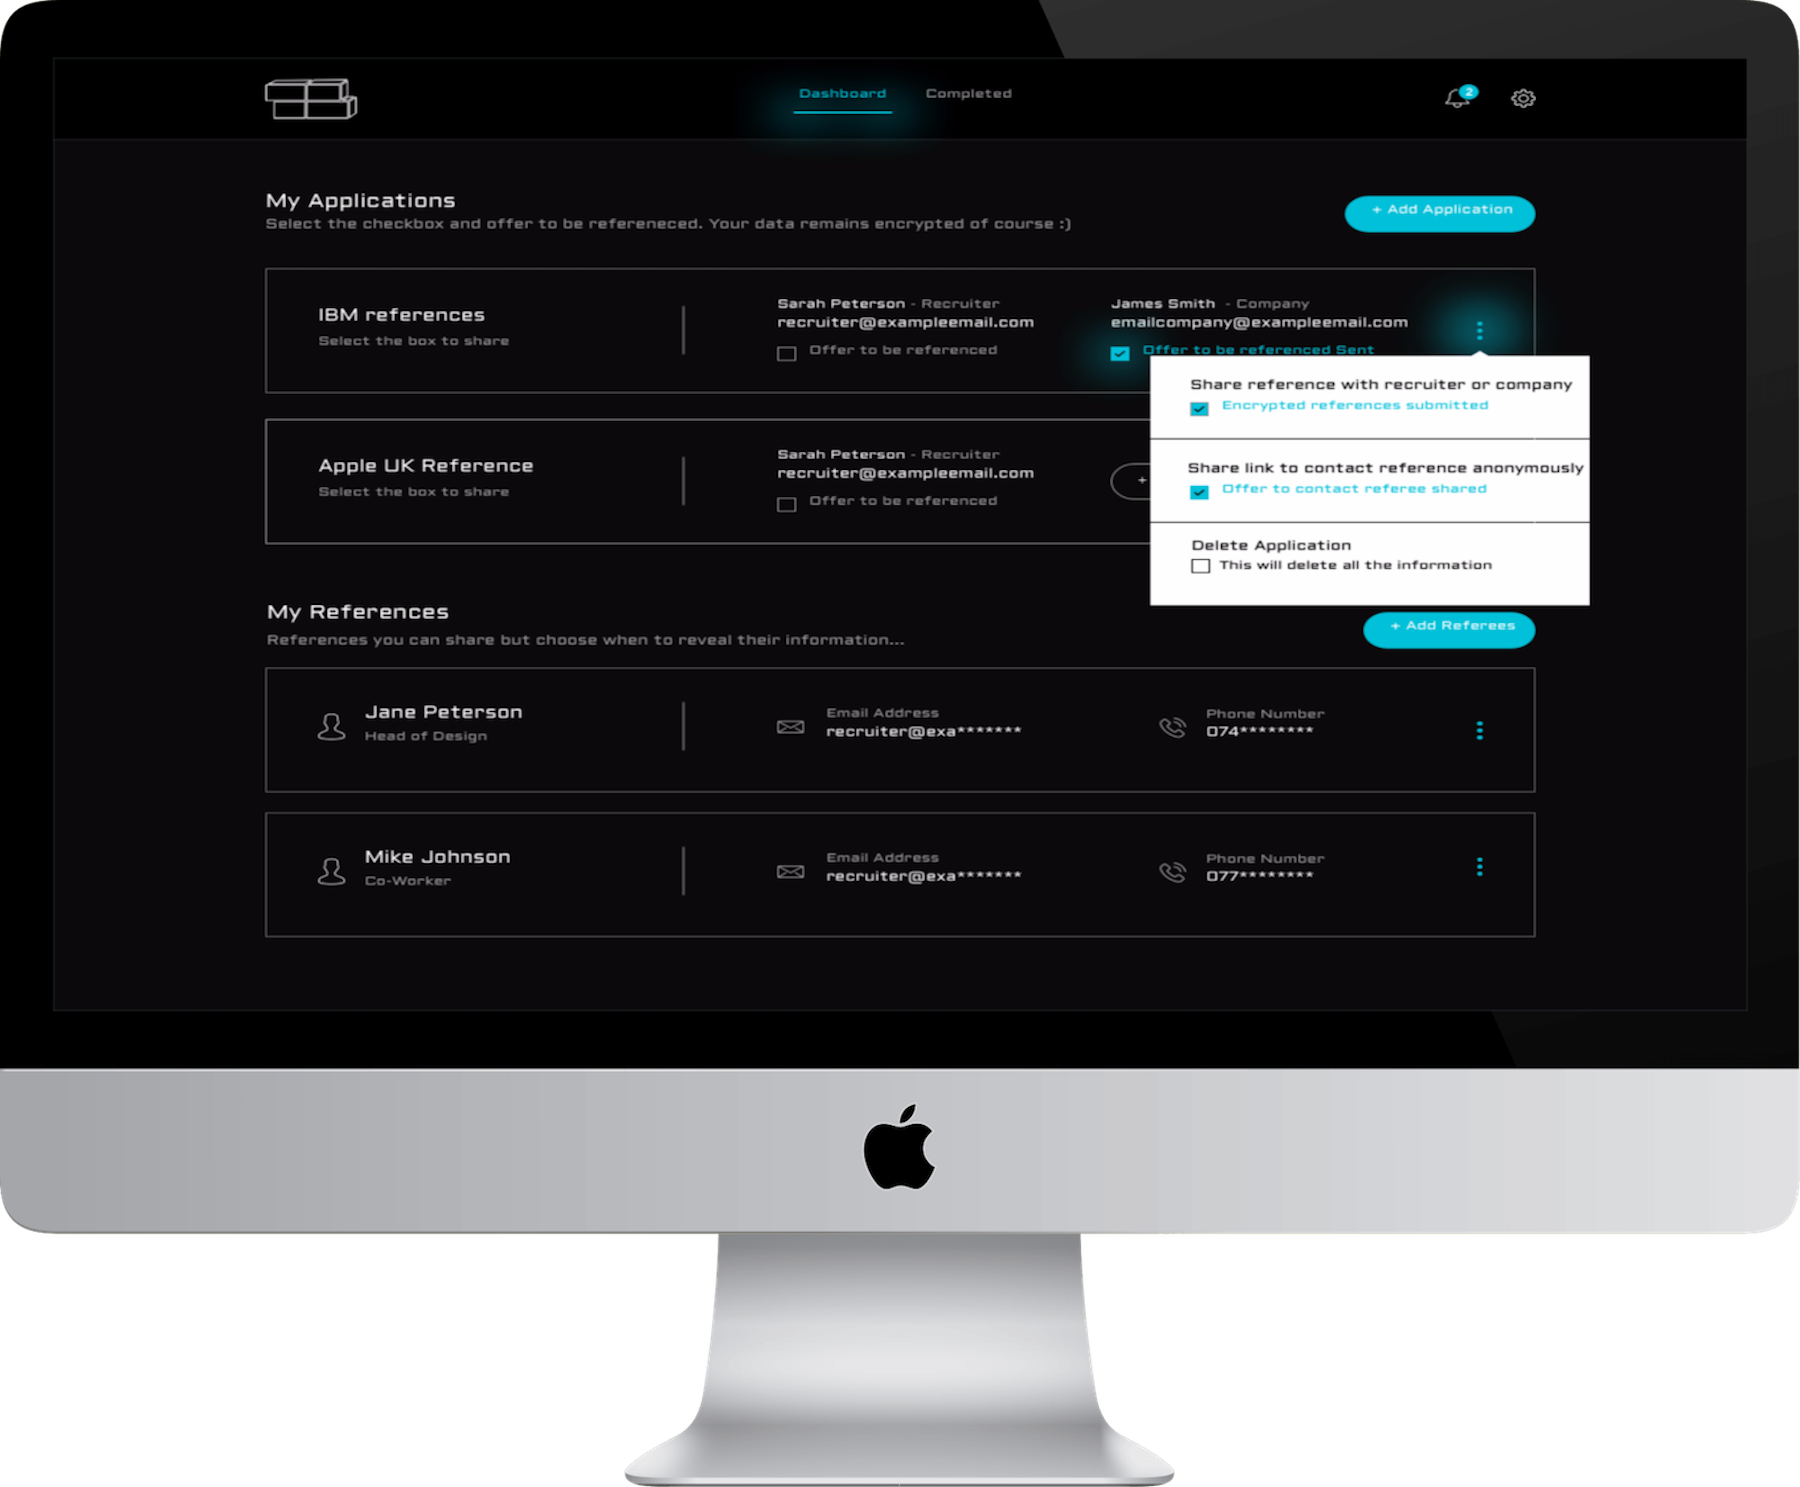 Dashboard
Completed
2
My Applications
Select the checkbox and offer to be refereneced. Your data remains encrypted of course :)
+ Add Application
IBM references
Select the box to share
Sarah Peterson - Recruiter
recruiter@exampleemail.com
Offer to be referenced
James Smith - Company
emailcompany@exampleemail.com
Offer to be referenced Sent
Share reference with recruiter or company
Encrypted references submitted
Share link to contact reference anonymously
Offer to contact referee shared
Delete Application
This will delete all the information
Apple UK Reference
Select the box to share
Sarah Peterson - Recruiter
recruiter@exampleemail.com
Offer to be referenced
+
My References
References you can share but choose when to reveal their information...
+ Add Referees
Jane Peterson
Head of Design
Email Address
recruiter@exa*******
Phone Number
074********
Mike Johnson
Co-Worker
Email Address
recruiter@exa*******
Phone Number
077********